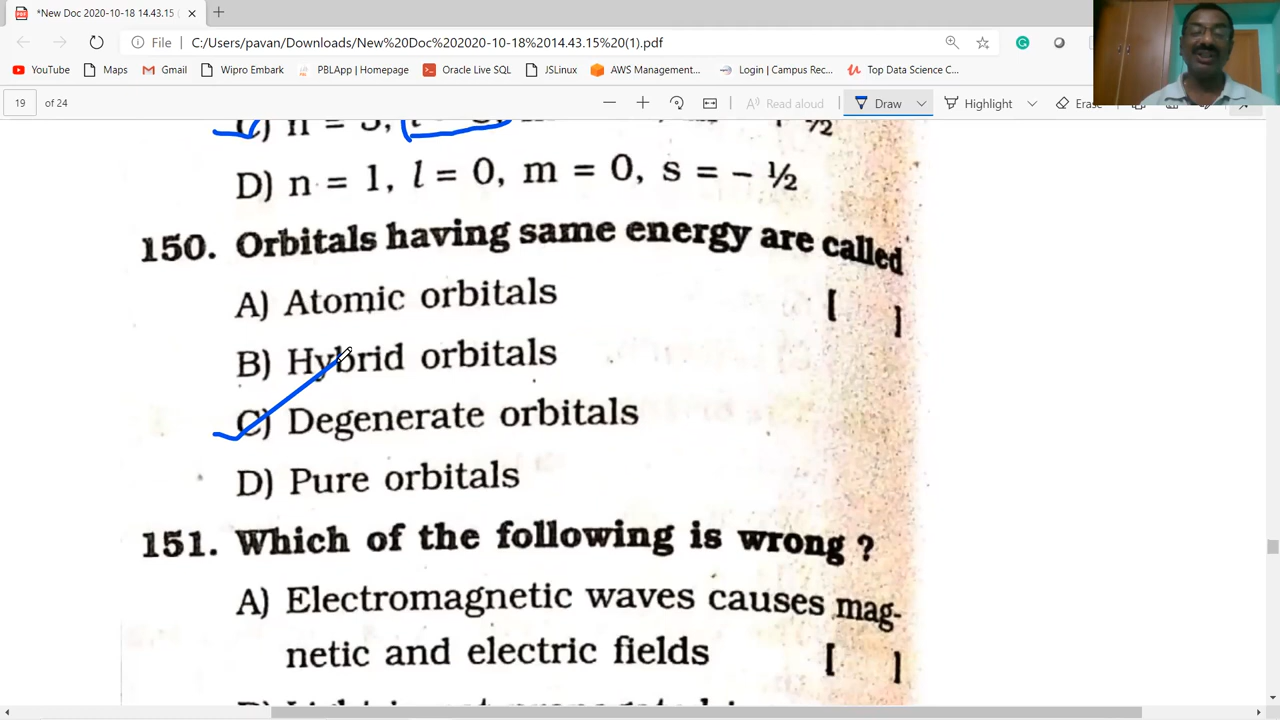 *New Doc 2020-10-18 14.43.15 (
File C:/Users/pavan/Downloads/New%20Doc%202020-10-18%2014.43.15%20(1).pdf
YouTube Maps Gmail Wipro Embark PBLApp | Homepage Oracle Live SQL JSLinux AWS Management... Login | Campus Rec... Top Data Science C...
19 of 24 Read aloud Draw Highlight Erase
D) n = 1, l = 0, m = 0, s = – ½
150. Orbitals having same energy are called
A) Atomic orbitals [ ]
B) Hybrid orbitals
C) Degenerate orbitals
D) Pure orbitals
151. Which of the following is wrong ?
A) Electromagnetic waves causes mag-
netic and electric fields [ ]